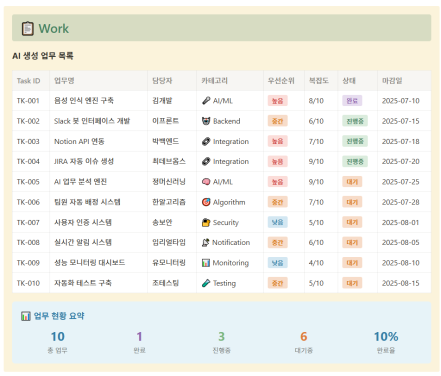 Work
AI 생성 업무 목록
Task ID 업무명 담당자 카테고리 우선순위 복잡도 상태 마감일
TK-001 음성 인식 엔진 구축 김개발 AI/ML 높음 8/10 완료 2025-07-10
TK-002 Slack 봇 인터페이스 개발 이프론트 Backend 중간 6/10 진행중 2025-07-15
TK-003 Notion API 연동 박백엔드 Integration 높음 7/10 진행중 2025-07-18
TK-004 JIRA 자동 이슈 생성 최데브옵스 Integration 높음 9/10 진행중 2025-07-20
TK-005 AI 업무 분석 엔진 정머신러닝 AI/ML 높음 9/10 대기 2025-07-25
TK-006 팀원 자동 배정 시스템 한알고리즘 Algorithm 중간 7/10 대기 2025-07-28
TK-007 사용자 인증 시스템 송보안 Security 낮음 5/10 대기 2025-08-01
TK-008 실시간 알림 시스템 임리얼타임 Notification 중간 6/10 대기 2025-08-05
TK-009 성능 모니터링 대시보드 유모니터링 Monitoring 낮음 4/10 대기 2025-08-10
TK-010 자동화 테스트 구축 조테스팅 Testing 중간 5/10 대기 2025-08-15
업무 현황 요약
10 1 3 6 10%
총 업무 완료 진행중 대기중 완료율